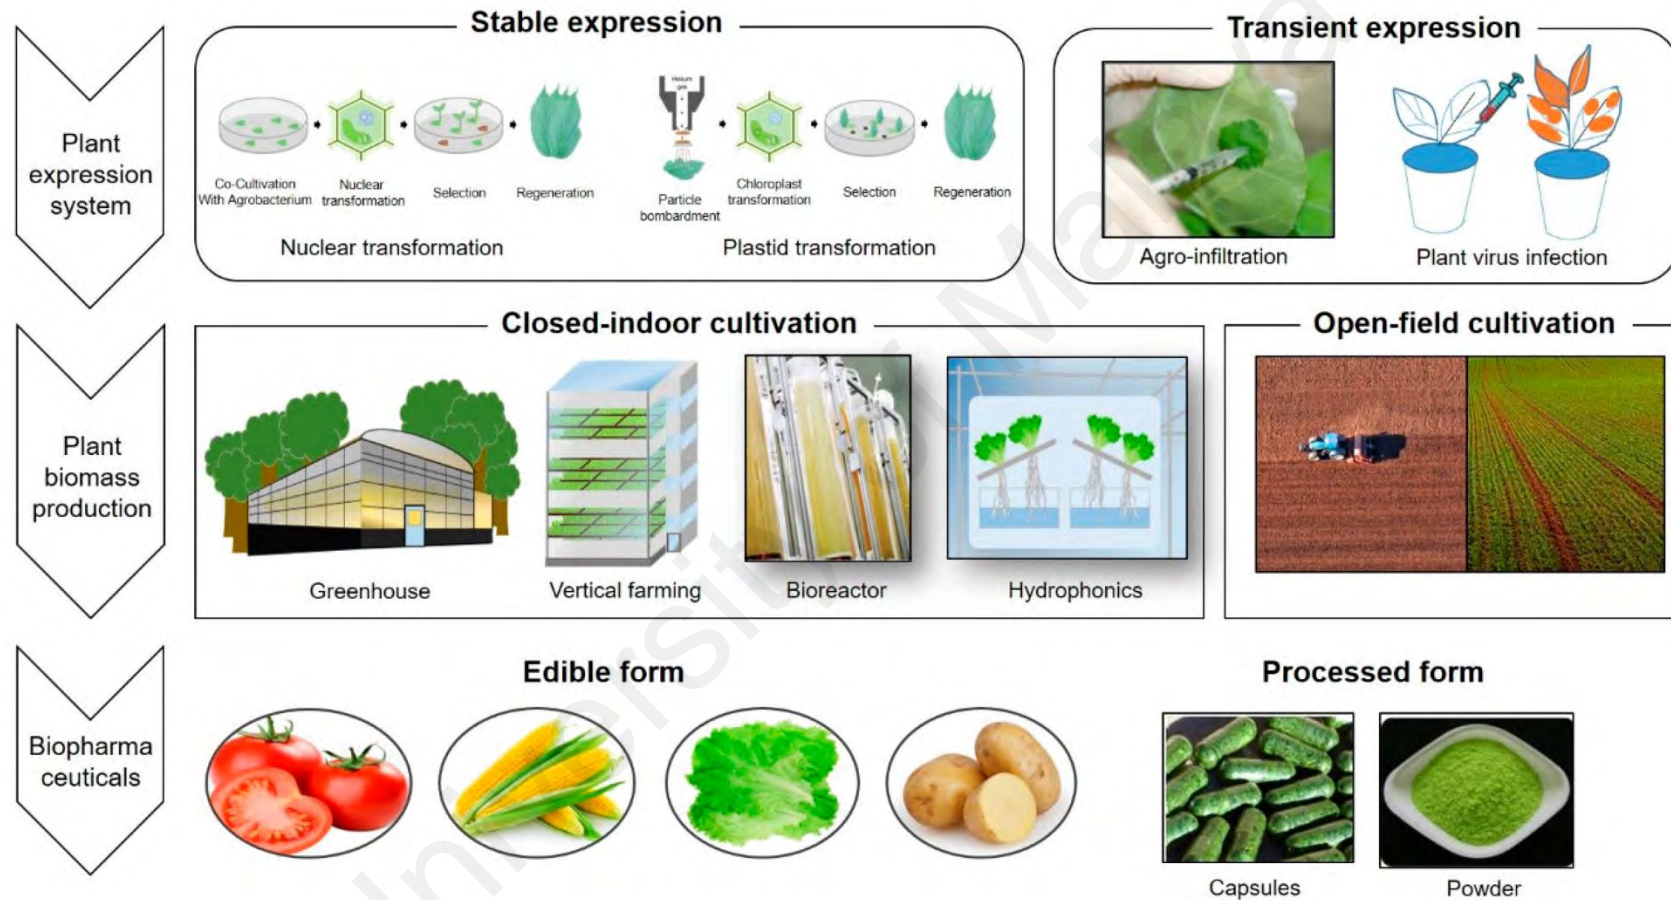 Stable expression
Transient expression
Plant
expression
system
Helium
gas
Co-Cultivation
With Agrobacterium
Nuclear
transformation
Selection
Regeneration
Particle
bombardment
Chloroplast
transformation
Selection
Regeneration
Nuclear transformation
Plastid transformation
Agro-infiltration
Plant virus infection
Closed-indoor cultivation
Open-field cultivation
Plant
biomass
production
Greenhouse
Vertical farming
Bioreactor
Hydrophonics
Edible form
Processed form
Biopharma
ceuticals
Capsules
Powder